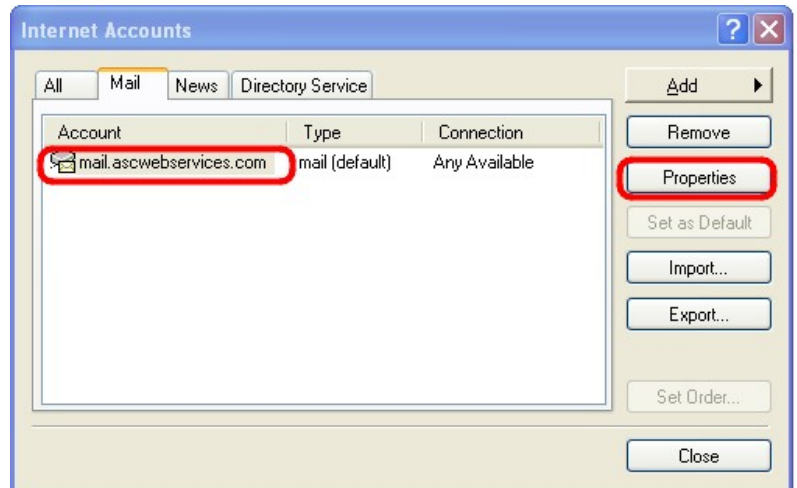 Internet Accounts
All Mail News Directory Service
Add
Account Type Connection
Remove
mail.ascwebservices.com mail (default) Any Available
Properties
Set as Default
Import...
Export...
Set Order...
Close